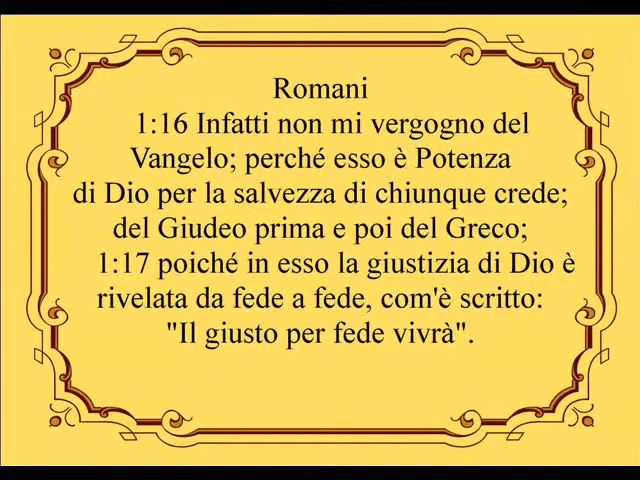 Romani
1:16 Infatti non mi vergogno del
Vangelo; perché esso è Potenza
di Dio per la salvezza di chiunque crede;
del Giudeo prima e poi del Greco;
1:17 poiché in esso la giustizia di Dio è
rivelata da fede a fede, com'è scritto:
"Il giusto per fede vivrà".